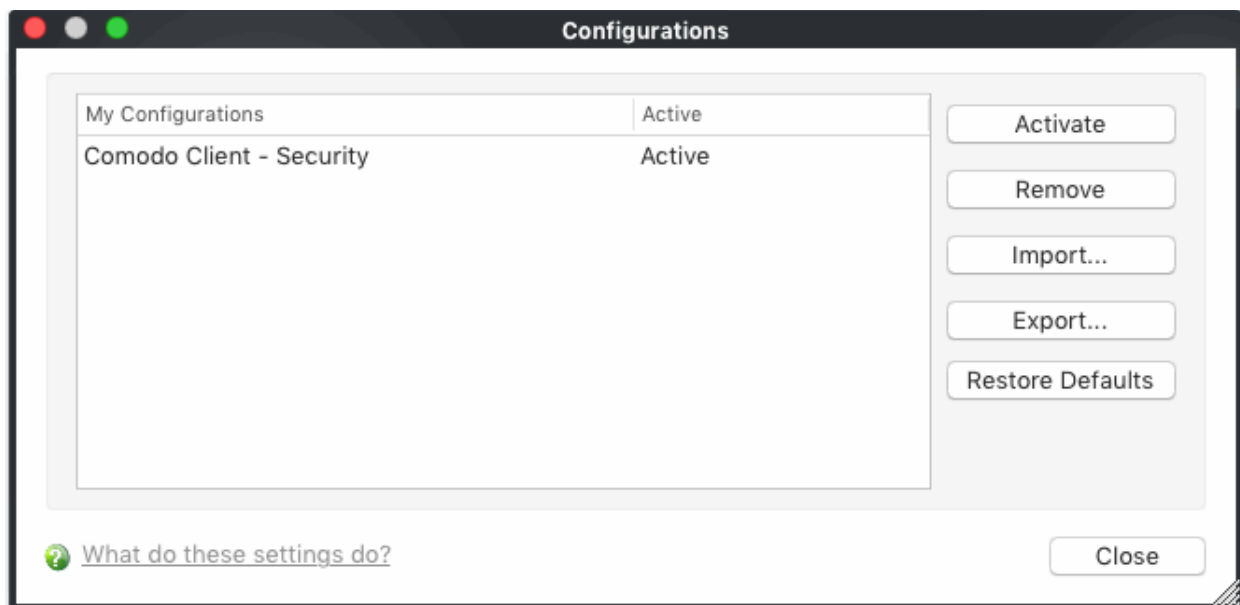 Configurations
My Configurations
Active
Comodo Client - Security
Active
Activate
Remove
Import...
Export...
Restore Defaults
What do these settings do?
Close